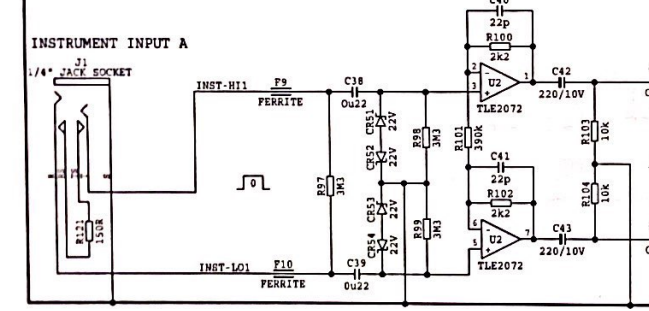 C40
22p
R100
2k2
INSTRUMENT INPUT A
J1
1/4" JACK SOCKET
INST-HI1
F9
FERRITE
C38
0u22
2
3
U2
1
TLE2072
C42
220/10V
CR51
22V
R98
3M3
R101
390k
R103
10k
CR52
22V
R97
3M3
C41
22p
R102
2k2
R104
10k
R121
150R
CR53
22V
R99
3M3
CR54
22V
6
5
U2
7
TLE2072
C43
220/10V
INST-LO1
F10
FERRITE
C39
0u22